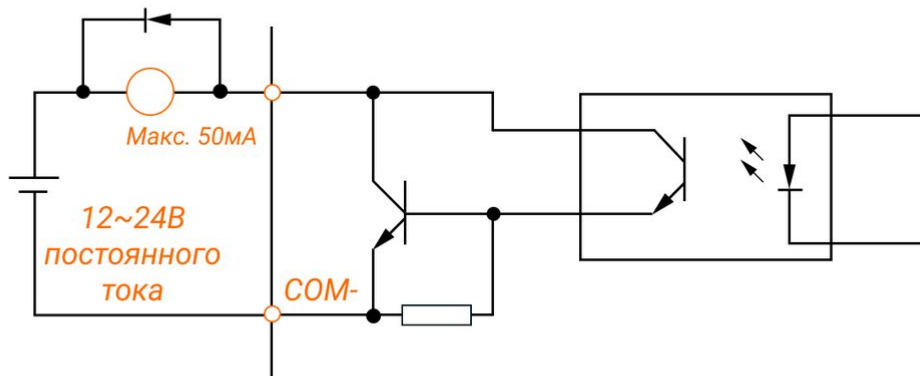 Макс. 50мА
12~24В
постоянного
тока
COM-